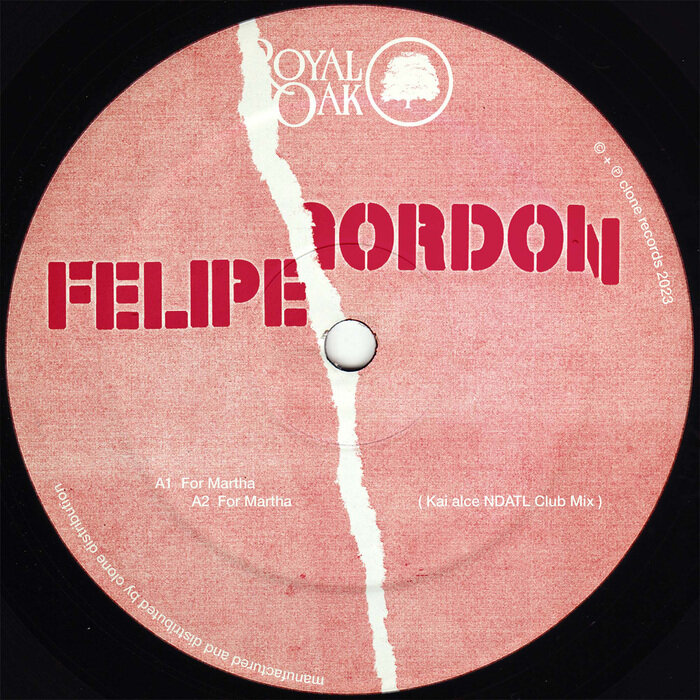 ROYAL
OAK
FELIPE GORDON
© + ℗ clone records 2023
A1 For Martha
A2 For Martha ( Kai alce NDATL Club Mix )
manufactured and distributed by clone distribution